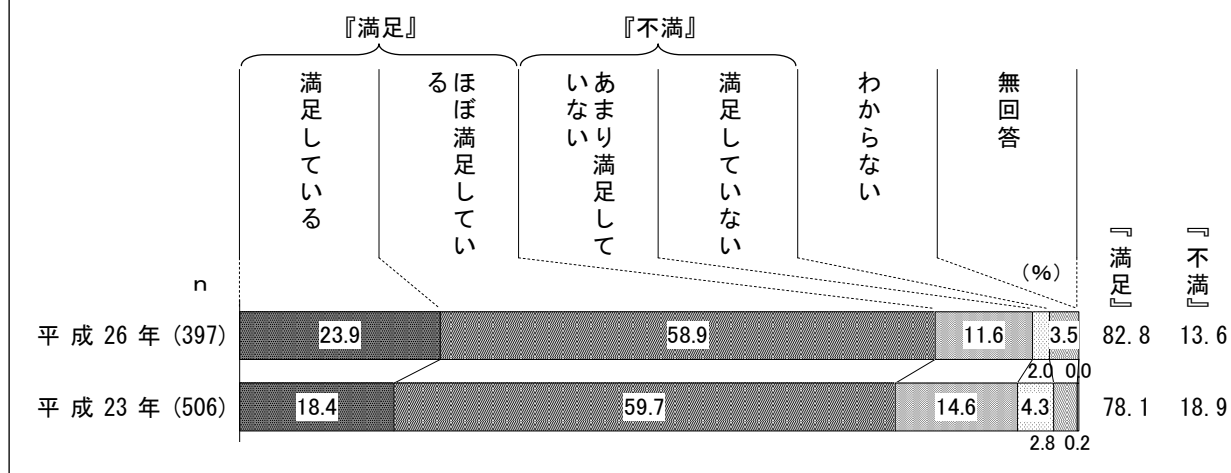 『満足』
『不満』
満足している
ほぼ満足してい
る
あまり満足して
いない
満足していない
わからない
無回答
(%)
『満足』
『不満』
n
平成26年(397)
23.9
58.9
11.6
2.0
3.5
0.0
82.8
13.6
平成23年(506)
18.4
59.7
14.6
4.3
2.8
0.2
78.1
18.9